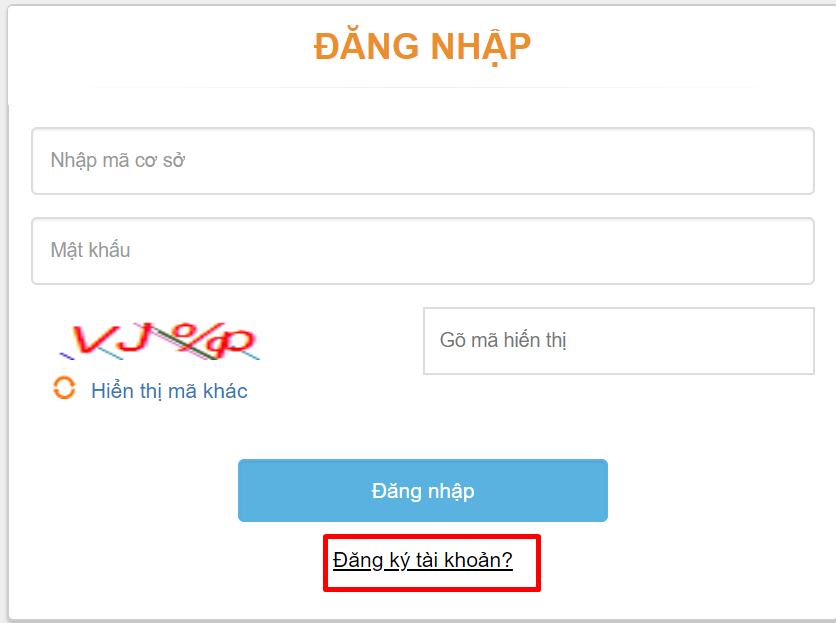 ĐĂNG NHẬP
Nhập mã cơ sở
Mật khẩu
Gõ mã hiển thị
Hiển thị mã khác
Đăng nhập
Đăng ký tài khoản?